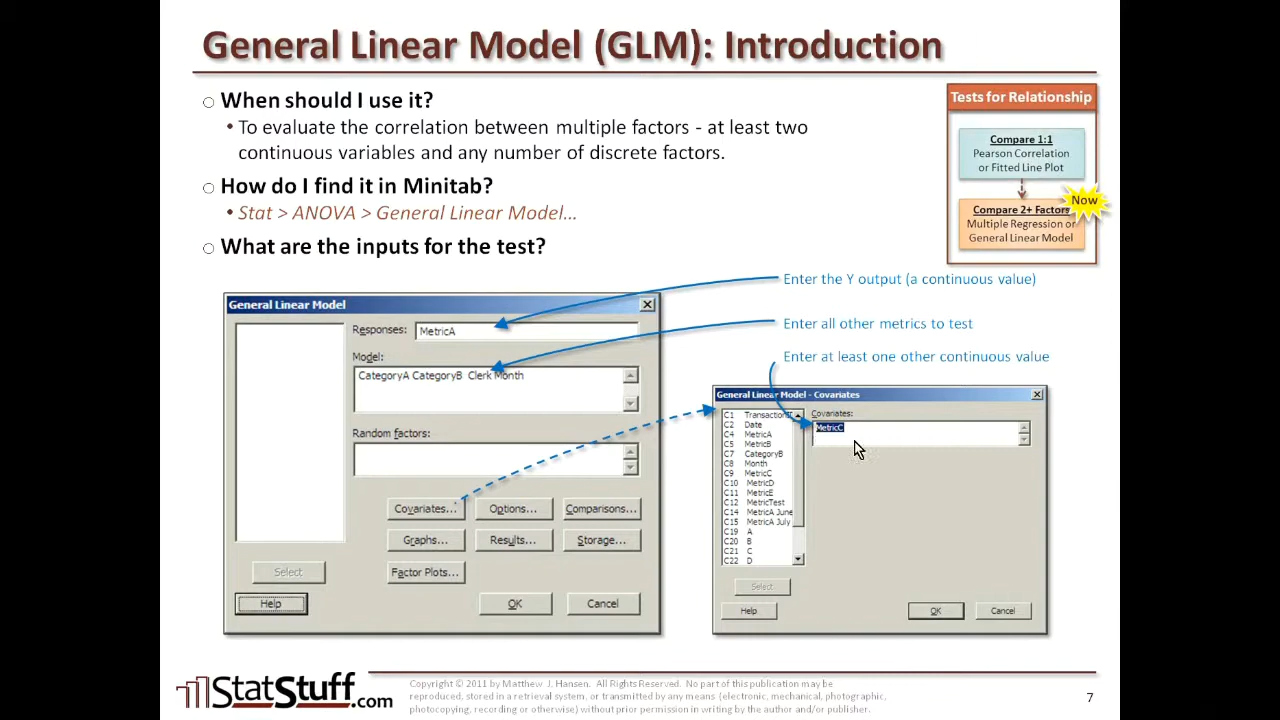 General Linear Model (GLM): Introduction
○ When should I use it?
• To evaluate the correlation between multiple factors - at least two
continuous variables and any number of discrete factors.
○ How do I find it in Minitab?
• Stat > ANOVA > General Linear Model...
○ What are the inputs for the test?
Tests for Relationship
Compare 1:1
Pearson Correlation
or Fitted Line Plot
Now
Compare 2+ Factors
Multiple Regression or
General Linear Model
Enter the Y output (a continuous value)
Enter all other metrics to test
Enter at least one other continuous value
General Linear Model
Responses:
MetricA
Model:
CategoryA CategoryB Clerk Month
Random factors:
Covariates...
Options...
Comparisons...
Graphs...
Results...
Storage...
Select
Factor Plots...
Help
OK
Cancel
General Linear Model - Covariates
Covariates:
MetricC
C1
C2 Date
C4 MetricA
C5 MetricB
C7 CategoryB
C8 Month
C9 MetricC
C10 MetricD
C11 MetricE
C12 MetricTest
C14 MetricA June
C15 MetricA July
C19 A
C20 B
C21 C
C22 D
Select
Help
OK
Cancel
StatStuff.com
Copyright © 2011 by Matthew J. Hansen. All Rights Reserved. No part of this publication may be
reproduced, stored in a retrieval system, or transmitted by any means (electronic, mechanical, photographic,
photocopying, recording or otherwise) without prior permission in writing by the author and/or publisher.
7